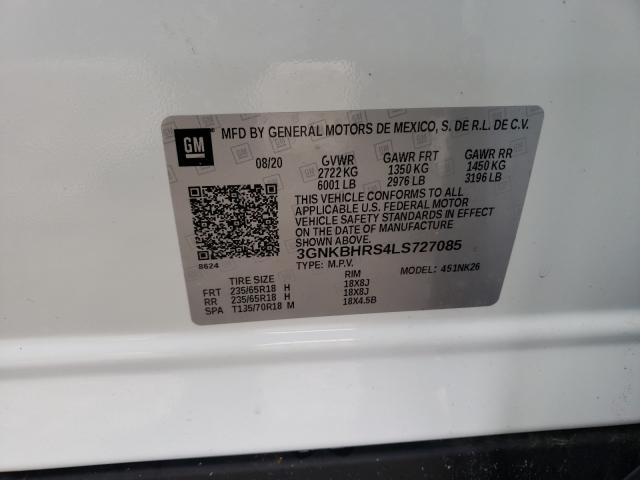 GM
MFD BY GENERAL MOTORS DE MEXICO, S. DE R.L. DE C.V.
08/20 GVWR GAWR FRT GAWR RR
2722 KG 1350 KG 1450 KG
6001 LB 2976 LB 3196 LB
THIS VEHICLE CONFORMS TO ALL
APPLICABLE U.S. FEDERAL MOTOR
VEHICLE SAFETY STANDARDS IN EFFECT
ON THE DATE OF MANUFACTURE
SHOWN ABOVE.
3GNKBHRS4LS727085
8624
TYPE: M.P.V. MODEL: 451NK26
TIRE SIZE RIM
FRT 235/65R18 H 18X8J
RR 235/65R18 H 18X8J
SPA T135/70R18 M 18X4.5B